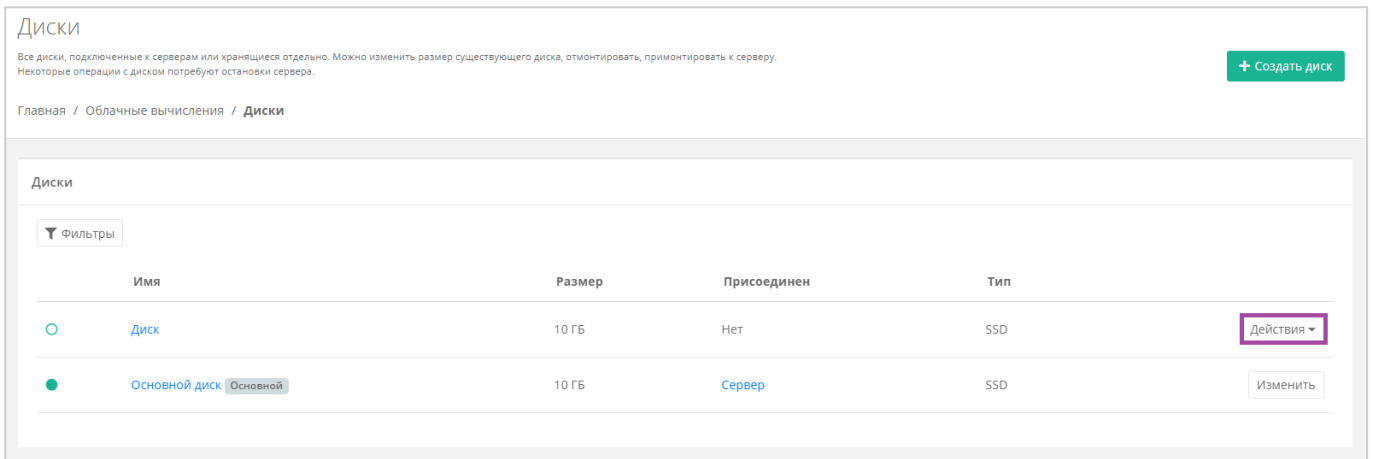 Диски
Все диски, подключенные к серверам или хранящиеся отдельно. Можно изменить размер существующего диска, отмонтировать, примонтировать к серверу.
Некоторые операции с диском потребуют остановки сервера.
+ Создать диск
Главная / Облачные вычисления / Диски
Диски
Фильтры
Имя Размер Присоединен Тип
Диск 10 ГБ Нет SSD Действия
Основной диск Основной 10 ГБ Сервер SSD Изменить